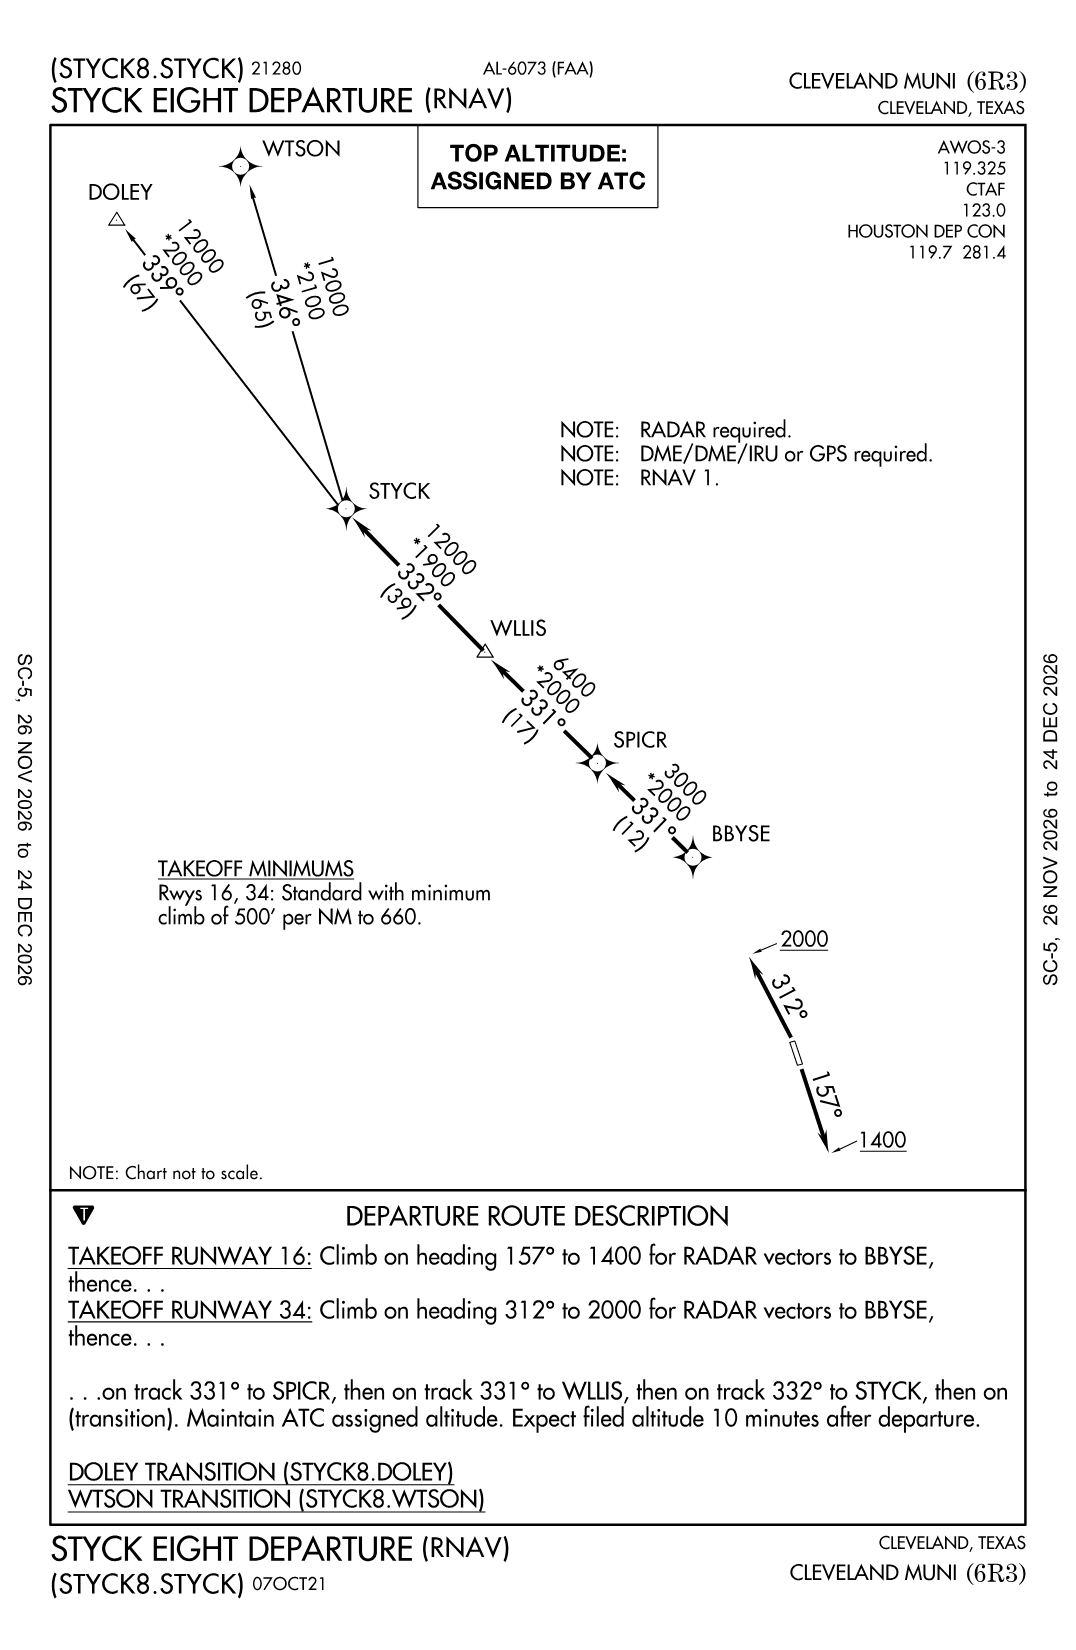 (STYCK8.STYCK) 21280
AL-6073 (FAA)
CLEVELAND MUNI (6R3)
STYCK EIGHT DEPARTURE (RNAV)
CLEVELAND, TEXAS
TOP ALTITUDE:
ASSIGNED BY ATC
AWOS-3
119.325
CTAF
123.0
HOUSTON DEP CON
119.7 281.4
WTSON
DOLEY
12000
*2000
339°
(67)
12000
*2100
346°
(65)
NOTE: RADAR required.
NOTE: DME/DME/IRU or GPS required.
NOTE: RNAV 1.
STYCK
12000
*1900
332°
(39)
WLLIS
6400
*2000
331°
(17)
SPICR
3000
*2000
331°
(12)
BBYSE
TAKEOFF MINIMUMS
Rwys 16, 34: Standard with minimum
climb of 500' per NM to 660.
2000
312°
157°
1400
NOTE: Chart not to scale.
SC-5, 26 NOV 2026 to 24 DEC 2026
SC-5, 26 NOV 2026 to 24 DEC 2026
T
DEPARTURE ROUTE DESCRIPTION
TAKEOFF RUNWAY 16: Climb on heading 157° to 1400 for RADAR vectors to BBYSE,
thence. . .
TAKEOFF RUNWAY 34: Climb on heading 312° to 2000 for RADAR vectors to BBYSE,
thence. . .
. . .on track 331° to SPICR, then on track 331° to WLLIS, then on track 332° to STYCK, then on
(transition). Maintain ATC assigned altitude. Expect filed altitude 10 minutes after departure.
DOLEY TRANSITION (STYCK8.DOLEY)
WTSON TRANSITION (STYCK8.WTSON)
STYCK EIGHT DEPARTURE (RNAV)
CLEVELAND, TEXAS
(STYCK8.STYCK) 07OCT21
CLEVELAND MUNI (6R3)